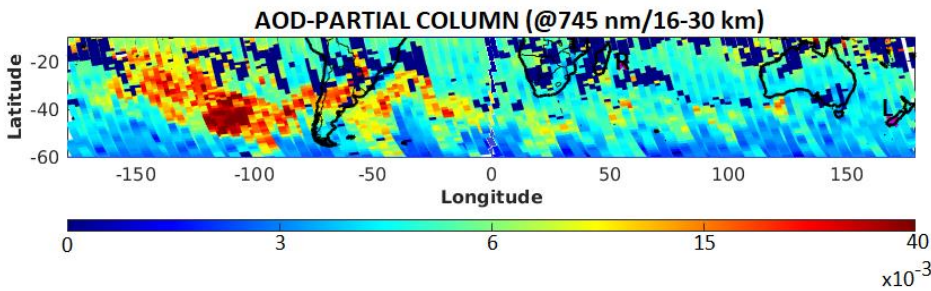 AOD-PARTIAL COLUMN (@745 nm/16-30 km)
Latitude
-20
-40
-60
R
L
-150 -100 -50 0 50 100 150
Longitude
0 3 6 15 40
x10-3